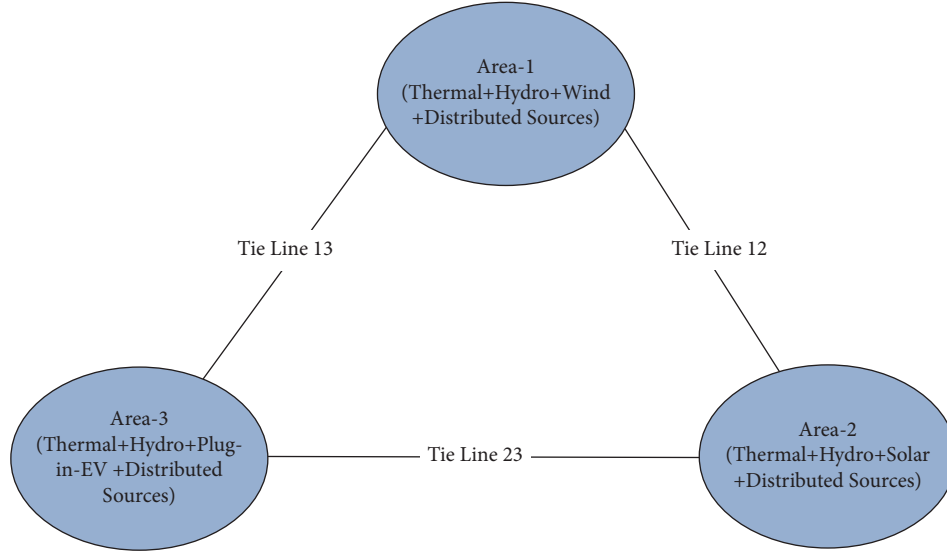 Area-1
(Thermal+Hydro+Wind
+Distributed Sources)
Tie Line 13
Tie Line 12
Area-3
(Thermal+Hydro+Plug-
in-EV +Distributed
Sources)
Tie Line 23
Area-2
(Thermal+Hydro+Solar
+Distributed Sources)